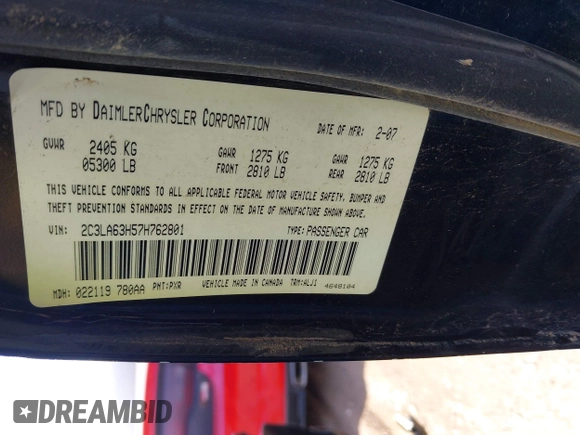 MFD BY DAIMLERCHRYSLER CORPORATION DATE OF MFR: 2-07
GVWR 2405 KG 05300 LB GAWR FRONT 1275 KG 2810 LB GAWR REAR 1275 KG 2810 LB
THIS VEHICLE CONFORMS TO ALL APPLICABLE FEDERAL MOTOR VEHICLE SAFETY, BUMPER AND
THEFT PREVENTION STANDARDS IN EFFECT ON THE DATE OF MANUFACTURE SHOWN ABOVE.
VIN: 2C3LA63H57H762801 TYPE: PASSENGER CAR
MDH: 022119 780AA PNT: PXR VEHICLE MADE IN CANADA TRM: ALJ1 4648104
DREAMBID